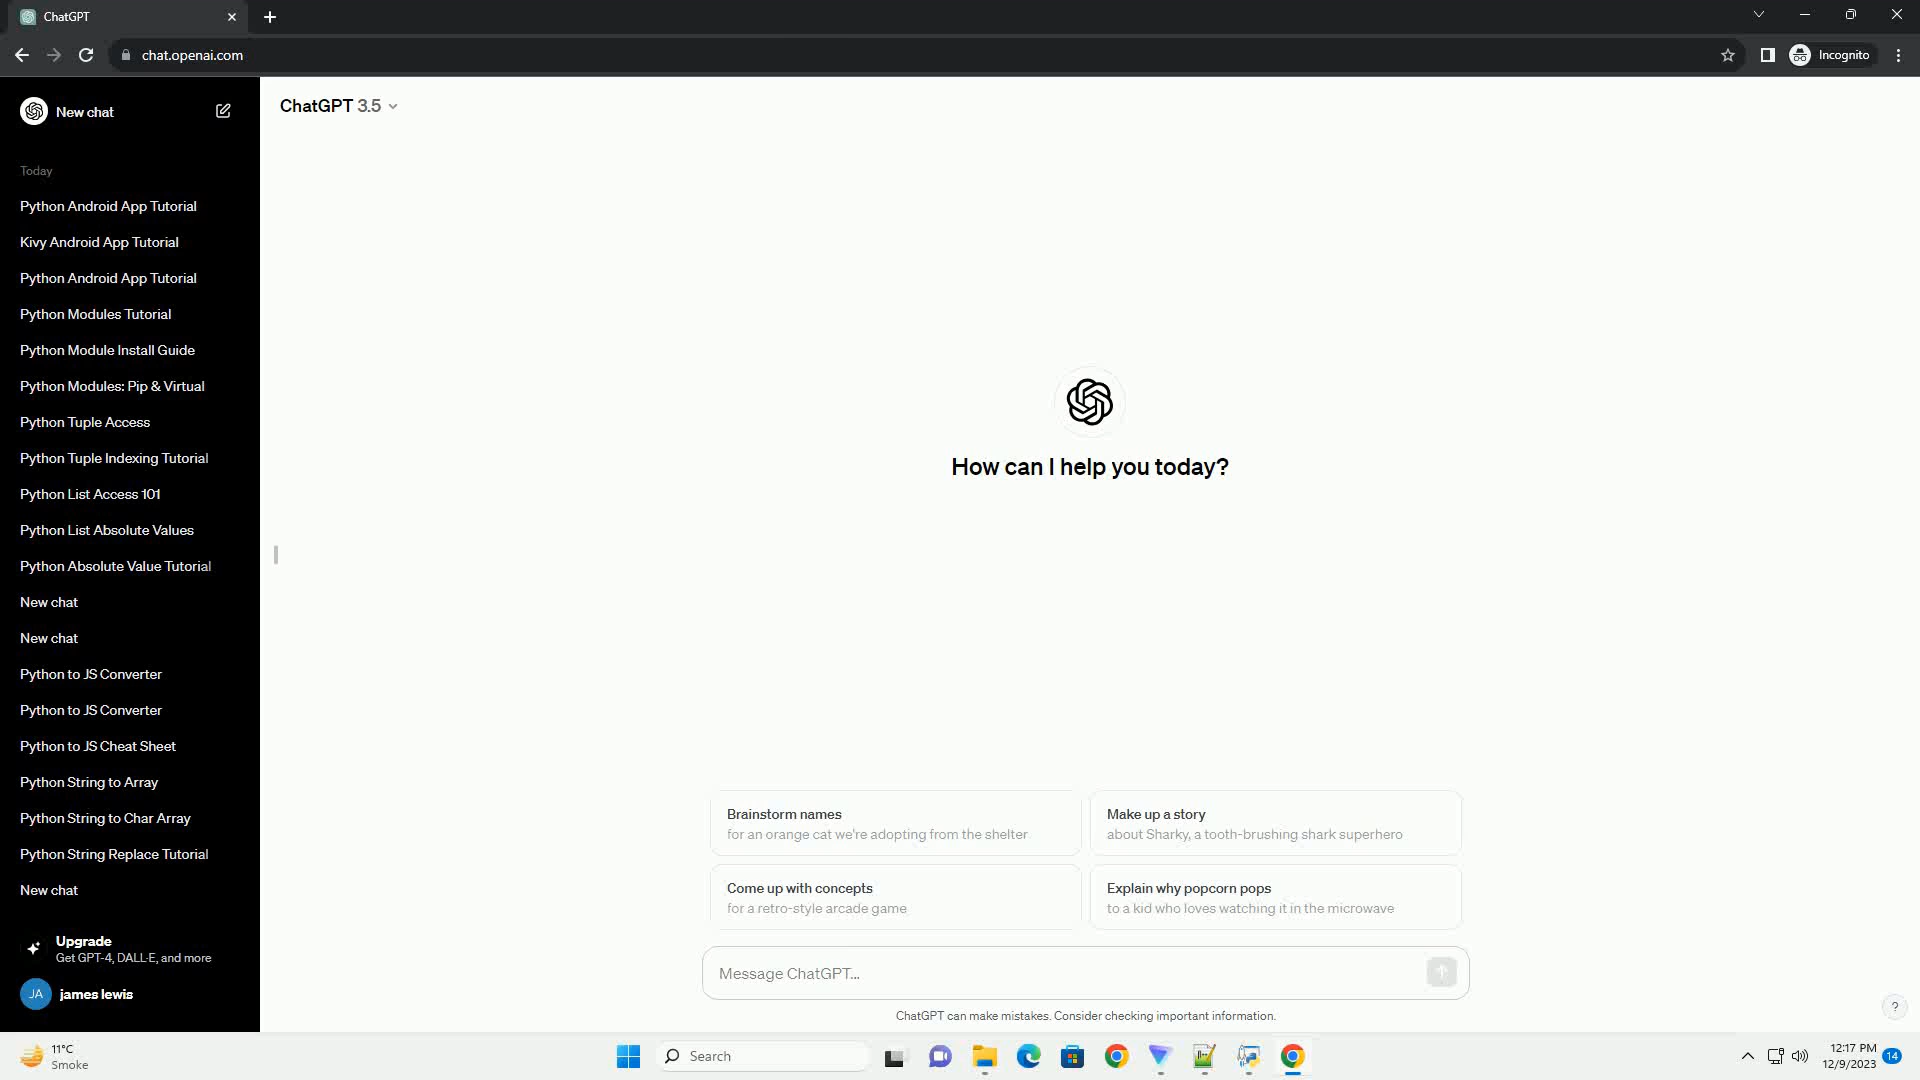 ChatGPT
chat.openai.com
Incognito
New chat
ChatGPT 3.5
Today
Python Android App Tutorial
Kivy Android App Tutorial
Python Android App Tutorial
Python Modules Tutorial
Python Module Install Guide
Python Modules: Pip & Virtual
Python Tuple Access
Python Tuple Indexing Tutorial
Python List Access 101
Python List Absolute Values
Python Absolute Value Tutorial
New chat
New chat
Python to JS Converter
Python to JS Converter
Python to JS Cheat Sheet
Python String to Array
Python String to Char Array
Python String Replace Tutorial
New chat
Upgrade
Get GPT-4, DALL·E, and more
JA james lewis
How can I help you today?
Brainstorm names
for an orange cat we're adopting from the shelter
Make up a story
about Sharky, a tooth-brushing shark superhero
Come up with concepts
for a retro-style arcade game
Explain why popcorn pops
to a kid who loves watching it in the microwave
Message ChatGPT...
ChatGPT can make mistakes. Consider checking important information.
?
11°C
Smoke
Search
12:17 PM
12/9/2023
14